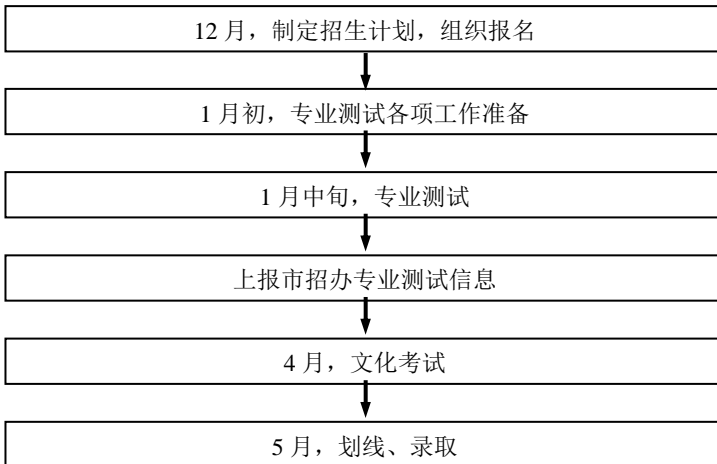 12 月，制定招生计划，组织报名
1 月初，专业测试各项工作准备
1 月中旬，专业测试
上报市招办专业测试信息
4 月，文化考试
5 月，划线、录取